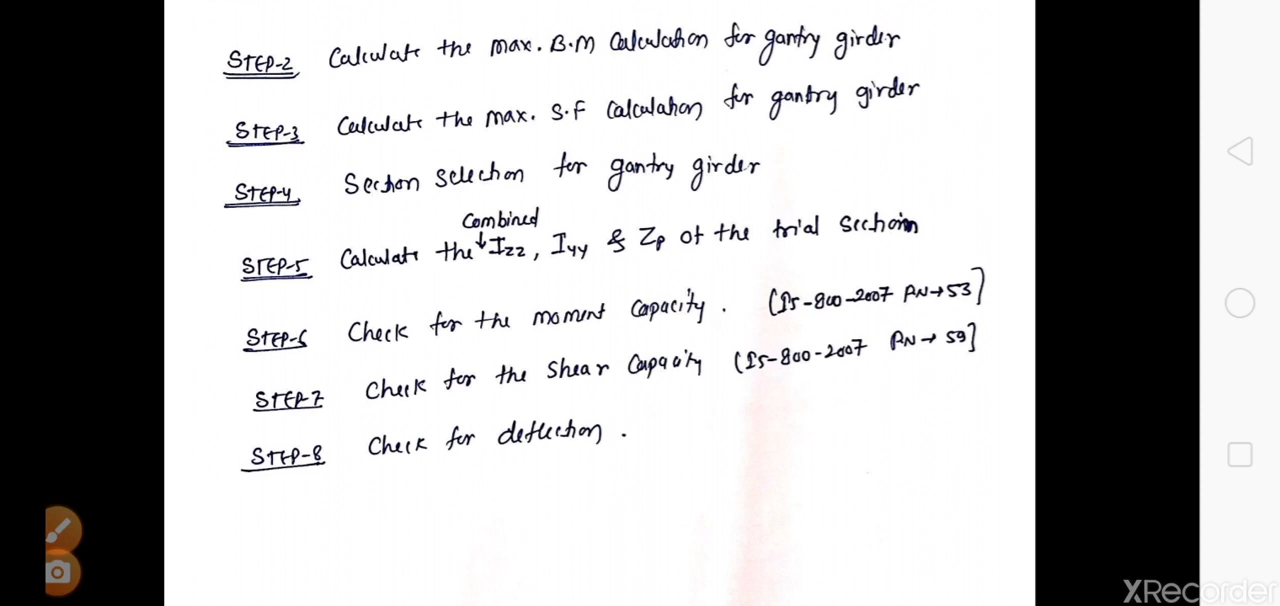 STEP-2 Calculate the max. B.M Calculation for gantry girder
STEP-3 Calculate the max. S.F Calculation for gantry girder
STEP-4 Section Selection for gantry girder
Combined
STEP-5 Calculate the ↓ Izz, Iyy & Zp of the trial Section
STEP-6 Check for the moment Capacity. (IS-800-2007 PN→53]
STEP-7 Check for the Shear Capacity (IS-800-2007 PN→59]
STEP-8 Check for deflection.
XRecorder